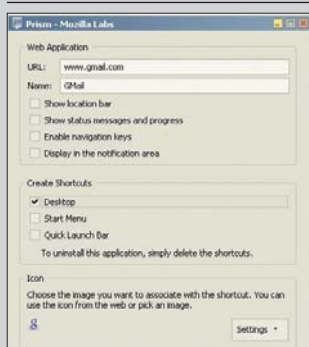 Prism - Mozilla Labs
Web Application
URL: www.gmail.com
Name: GMail
Show location bar
Show status messages and progress
Enable navigation keys
Display in the notification area
Create Shortcuts
Desktop
Start Menu
Quick Launch Bar
To uninstall this application, simply delete the shortcuts.
Icon
Choose the image you want to associate with the shortcut. You can
use the icon from the web or pick an image.
g
Settings